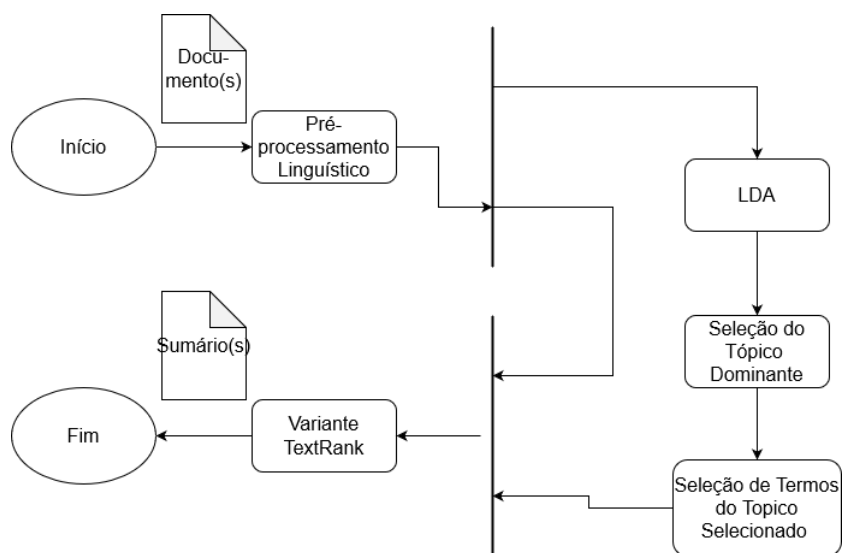 Docu-
mento(s)
Início
Pré-
processamento
Linguístico
LDA
Seleção do
Tópico
Dominante
Seleção de Termos
do Topico
Selecionado
Sumário(s)
Variante
TextRank
Fim